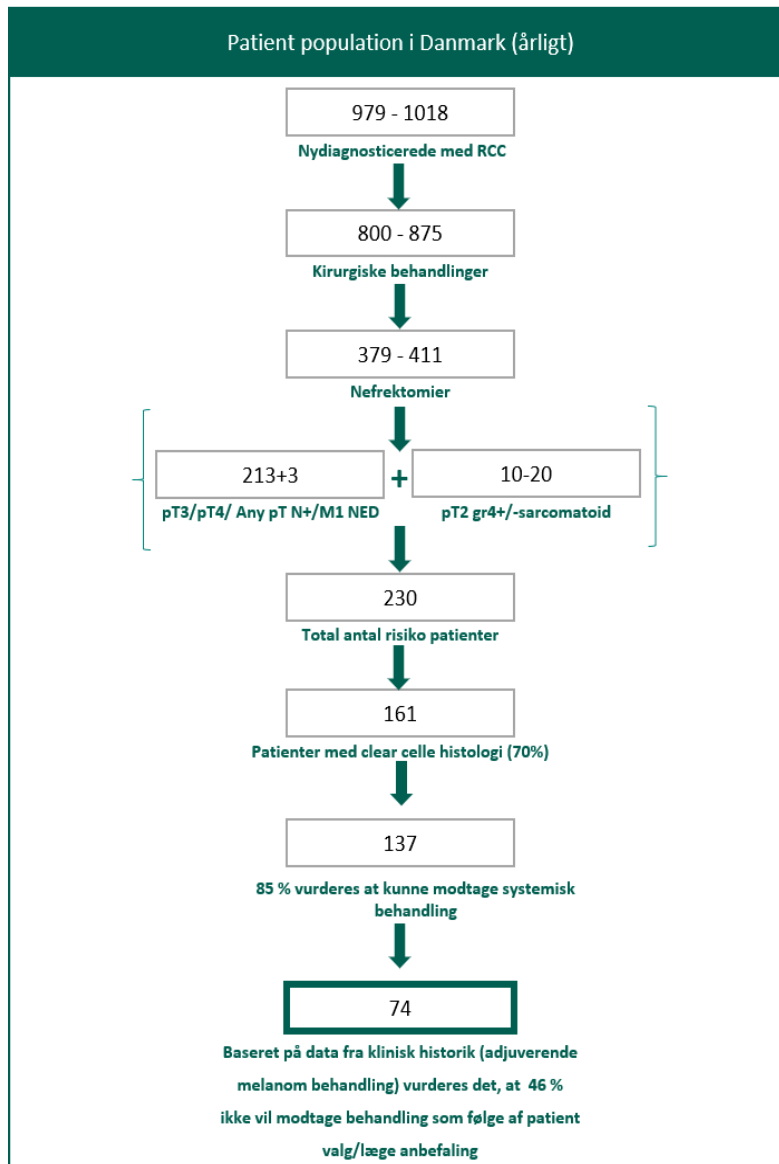 Patient population i Danmark (årligt)
979 - 1018
Nydiagnosticerede med RCC
800 - 875
Kirurgiske behandlinger
379 - 411
Nefrektomier
213+3
pT3/pT4/ Any pT N+/M1 NED
+
10-20
pT2 gr4+/-sarcomatoid
230
Total antal risiko patienter
161
Patienter med clear celle histologi (70%)
137
85 % vurderes at kunne modtage systemisk
behandling
74
Baseret på data fra klinisk historik (adjuverende
melanom behandling) vurderes det, at 46 %
ikke vil modtage behandling som følge af patient
valg/læge anbefaling